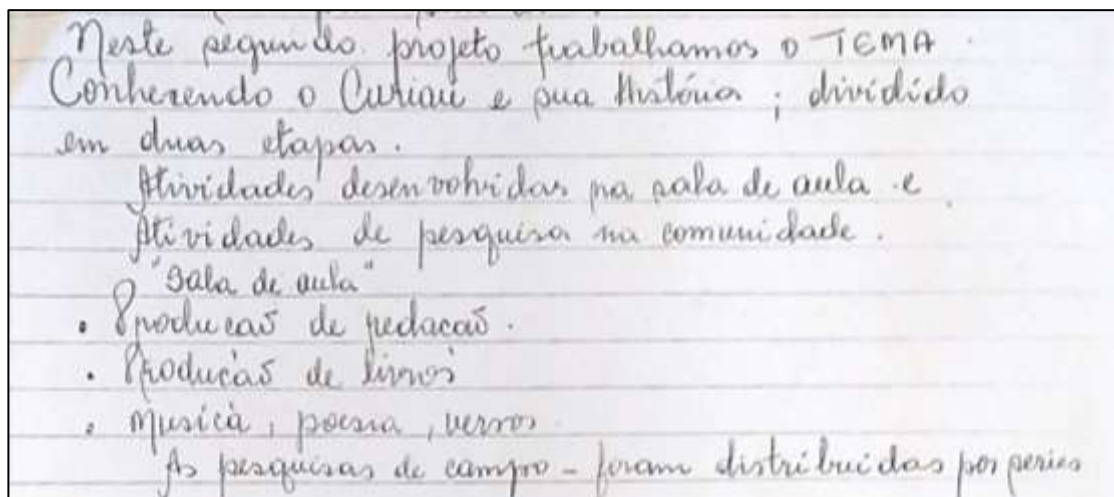 Neste segundo projeto trabalhamos o TEMA.
Conhecendo o Curiau e sua História; dividido
em duas etapas.
Atividades desenvolvidas na sala de aula e
Atividades de pesquisa na comunidade.
"Sala de aula"
• Producaõ de redacaõ.
• Producaõ de livros
• Musica, poesia, versos
As pesquisas de campo - foram distribuidas por series